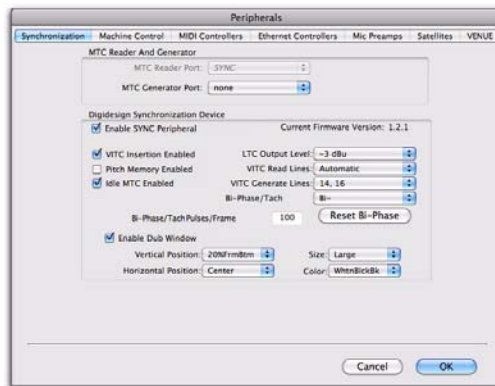 Peripherals
Synchronization Machine Control MIDI Controllers Ethernet Controllers Mic Preamps Satellites VENUE
MTC Reader And Generator
MTC Reader Port: SYNC
MTC Generator Port: none
Digidesign Synchronization Device
Enable SYNC Peripheral Current Firmware Version: 1.2.1
VITC Insertion Enabled LTC Output Level: -3 dBu
Pitch Memory Enabled VITC Read Lines: Automatic
Idle MTC Enabled VITC Generate Lines: 14, 16
Bi-Phase/Tach Bi-
Bi-Phase/TachPulses/Frame 100 Reset Bi-Phase
Enable Dub Window
Vertical Position: 20%FrmBtm Size: Large
Horizontal Position: Center Color: WhtnBlckBk
Cancel OK